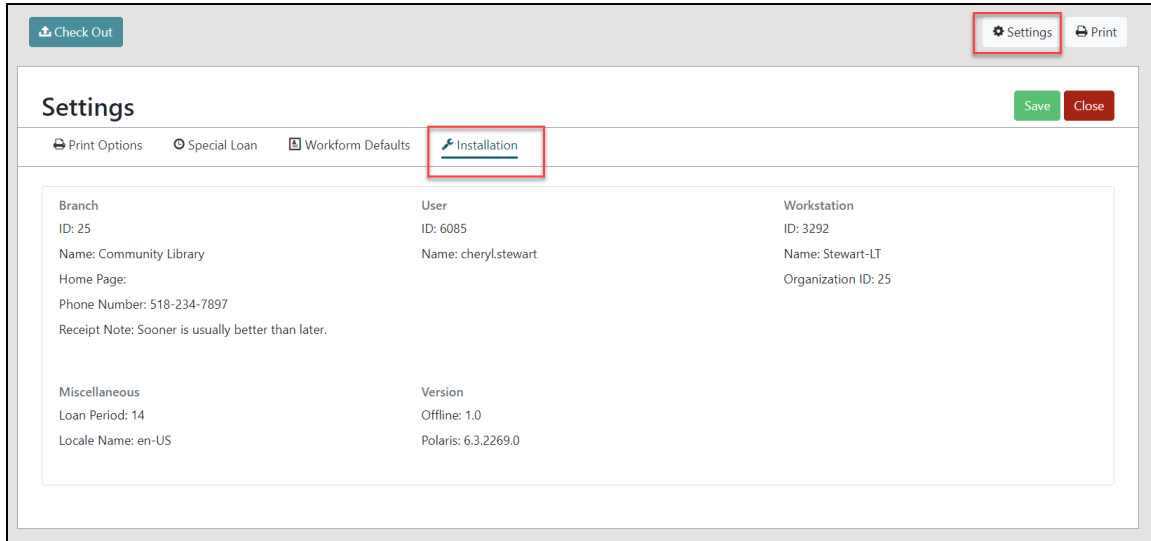 Check Out
Settings Print
Settings
Save Close
Print Options Special Loan Workform Defaults Installation
Branch User Workstation
ID: 25 ID: 6085 ID: 3292
Name: Community Library Name: cheryl.stewart Name: Stewart-LT
Home Page: Organization ID: 25
Phone Number: 518-234-7897
Receipt Note: Sooner is usually better than later.
Miscellaneous Version
Loan Period: 14 Offline: 1.0
Locale Name: en-US Polaris: 6.3.2269.0